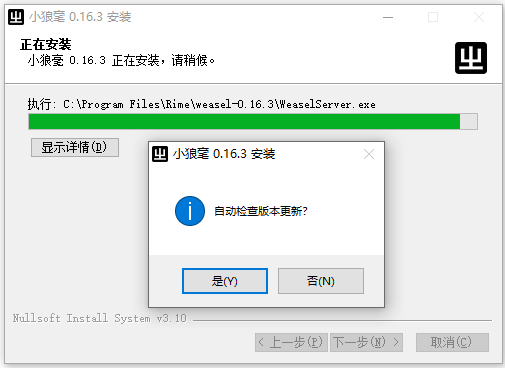 小狼毫 0.16.3 安装
正在安装
小狼毫 0.16.3 正在安装，请稍候。
执行: C:\Program Files\Rime\weasel-0.16.3\WeaselServer.exe
显示详情(D)
小狼毫 0.16.3 安装
自动检查版本更新?
是(Y)
否(N)
Nullsoft Install System v3.10
< 上一步(P)
下一步(N) >
取消(C)